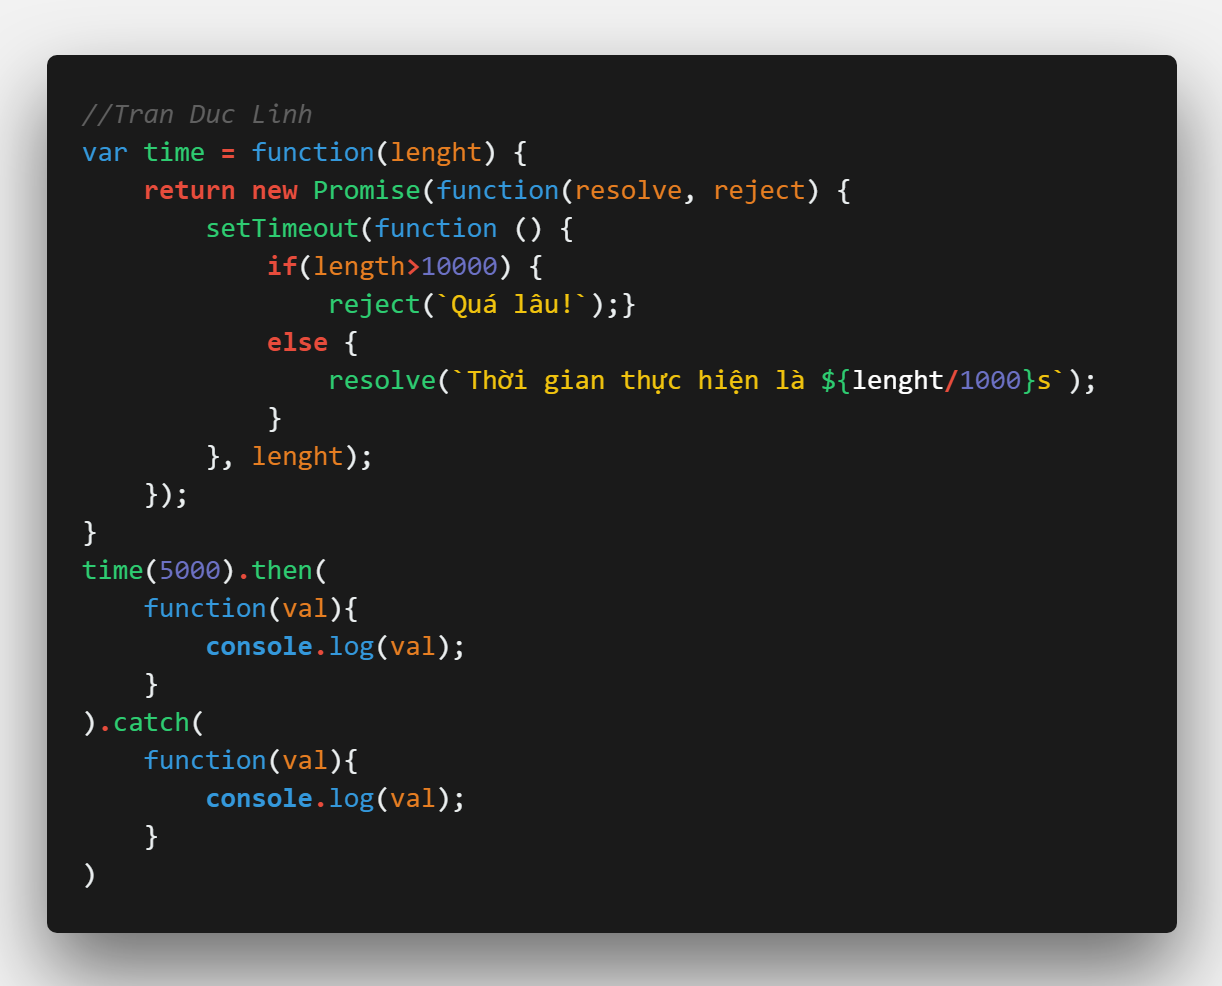 //Tran Duc Linh
var time = function(lenght) {
    return new Promise(function(resolve, reject) {
        setTimeout(function () {
            if(length>10000) {
                reject(`Quá lâu!`);}
            else {
                resolve(`Thời gian thực hiện là ${lenght/1000}s`);
            }
        }, lenght);
    });
}
time(5000).then(
    function(val){
        console.log(val);
    }
).catch(
    function(val){
        console.log(val);
    }
)